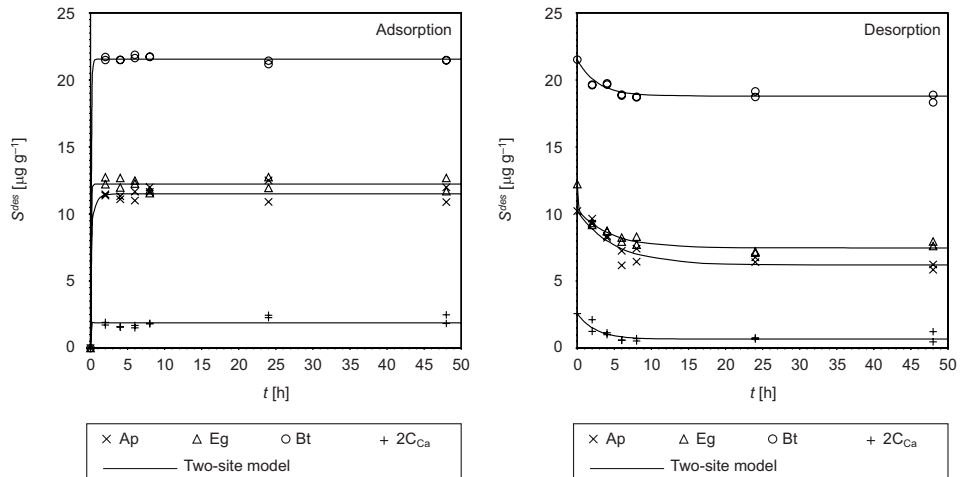 Adsorption
25
20
15
10
5
0
S^des [µg g⁻¹]
0 5 10 15 20 25 30 35 40 45 50
t [h]
× Ap △ Eg ○ Bt + 2C_Ca
Two-site model
Desorption
25
20
15
10
5
0
S^des [µg g⁻¹]
0 5 10 15 20 25 30 35 40 45 50
t [h]
× Ap △ Eg ○ Bt + 2C_Ca
Two-site model